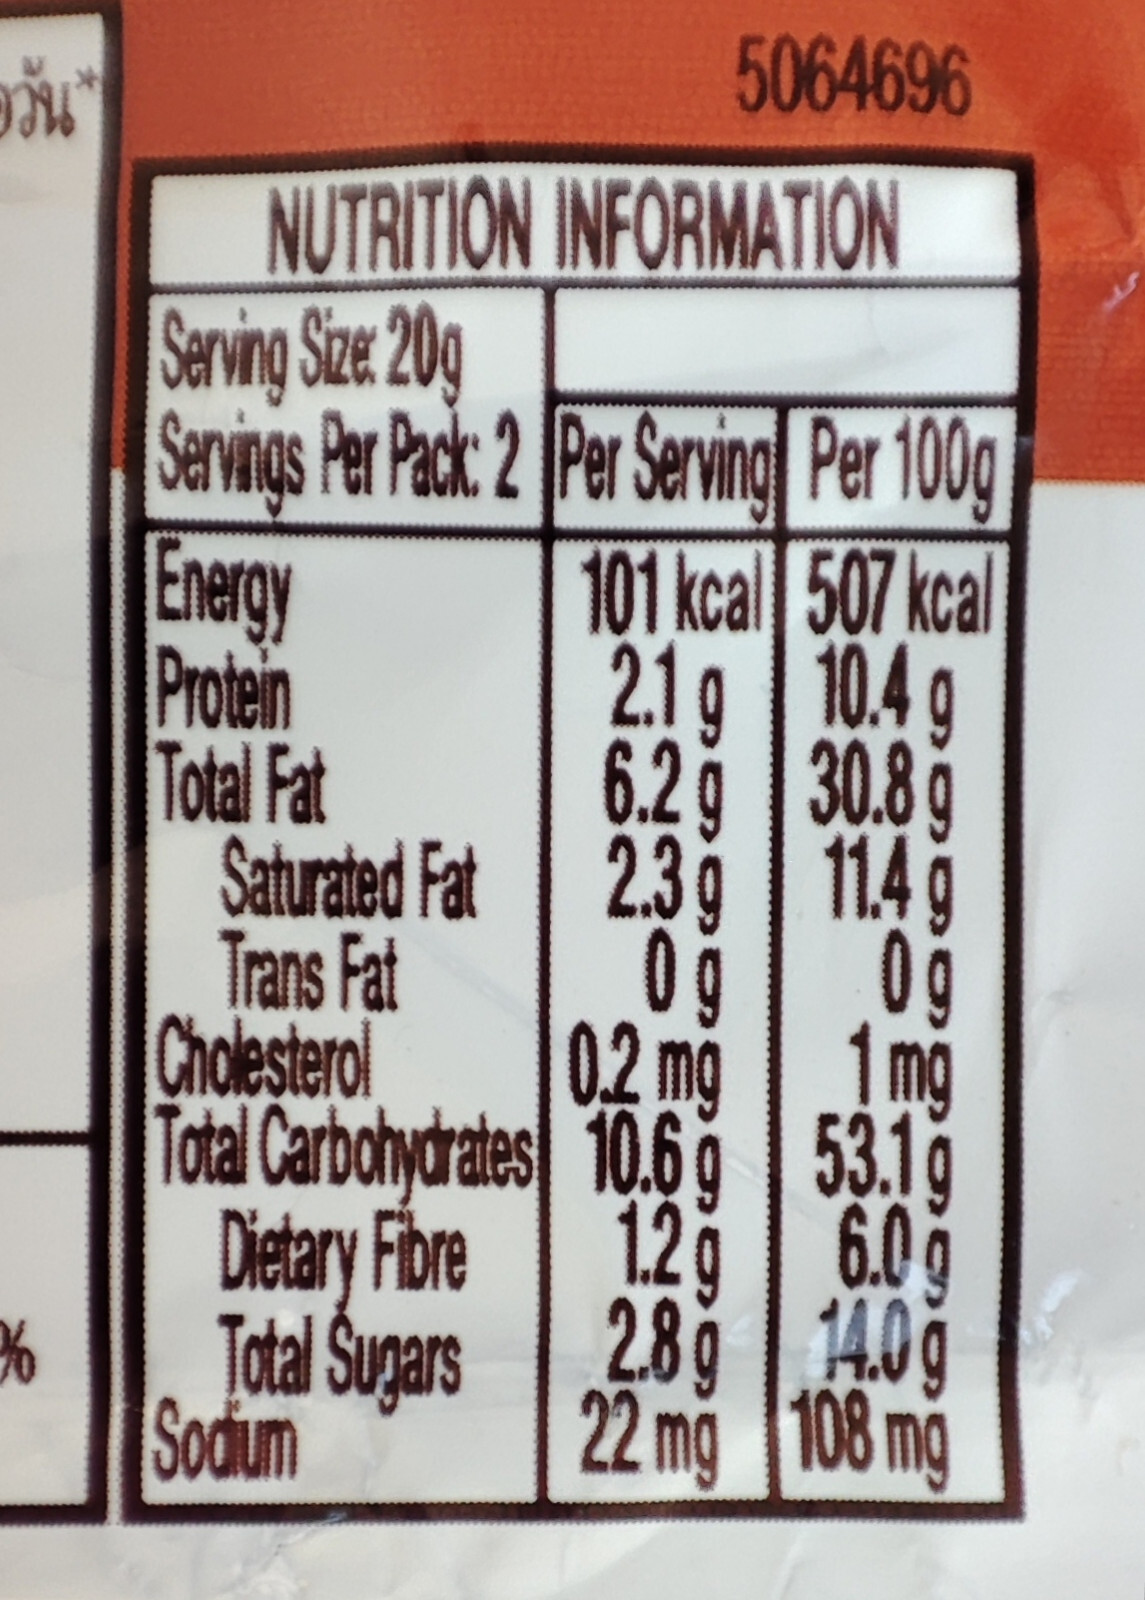 5064696
NUTRITION INFORMATION
Serving Size: 20g
Servings Per Pack: 2 Per Serving Per 100g
Energy 101 kcal 507 kcal
Protein 2.1 g 10.4 g
Total Fat 6.2 g 30.8 g
Saturated Fat 2.3 g 11.4 g
Trans Fat 0 g 0 g
Cholesterol 0.2 mg 1 mg
Total Carbohydrates 10.6 g 53.1 g
Dietary Fibre 1.2 g 6.0 g
Total Sugars 2.8 g 14.0 g
Sodium 22 mg 108 mg
%